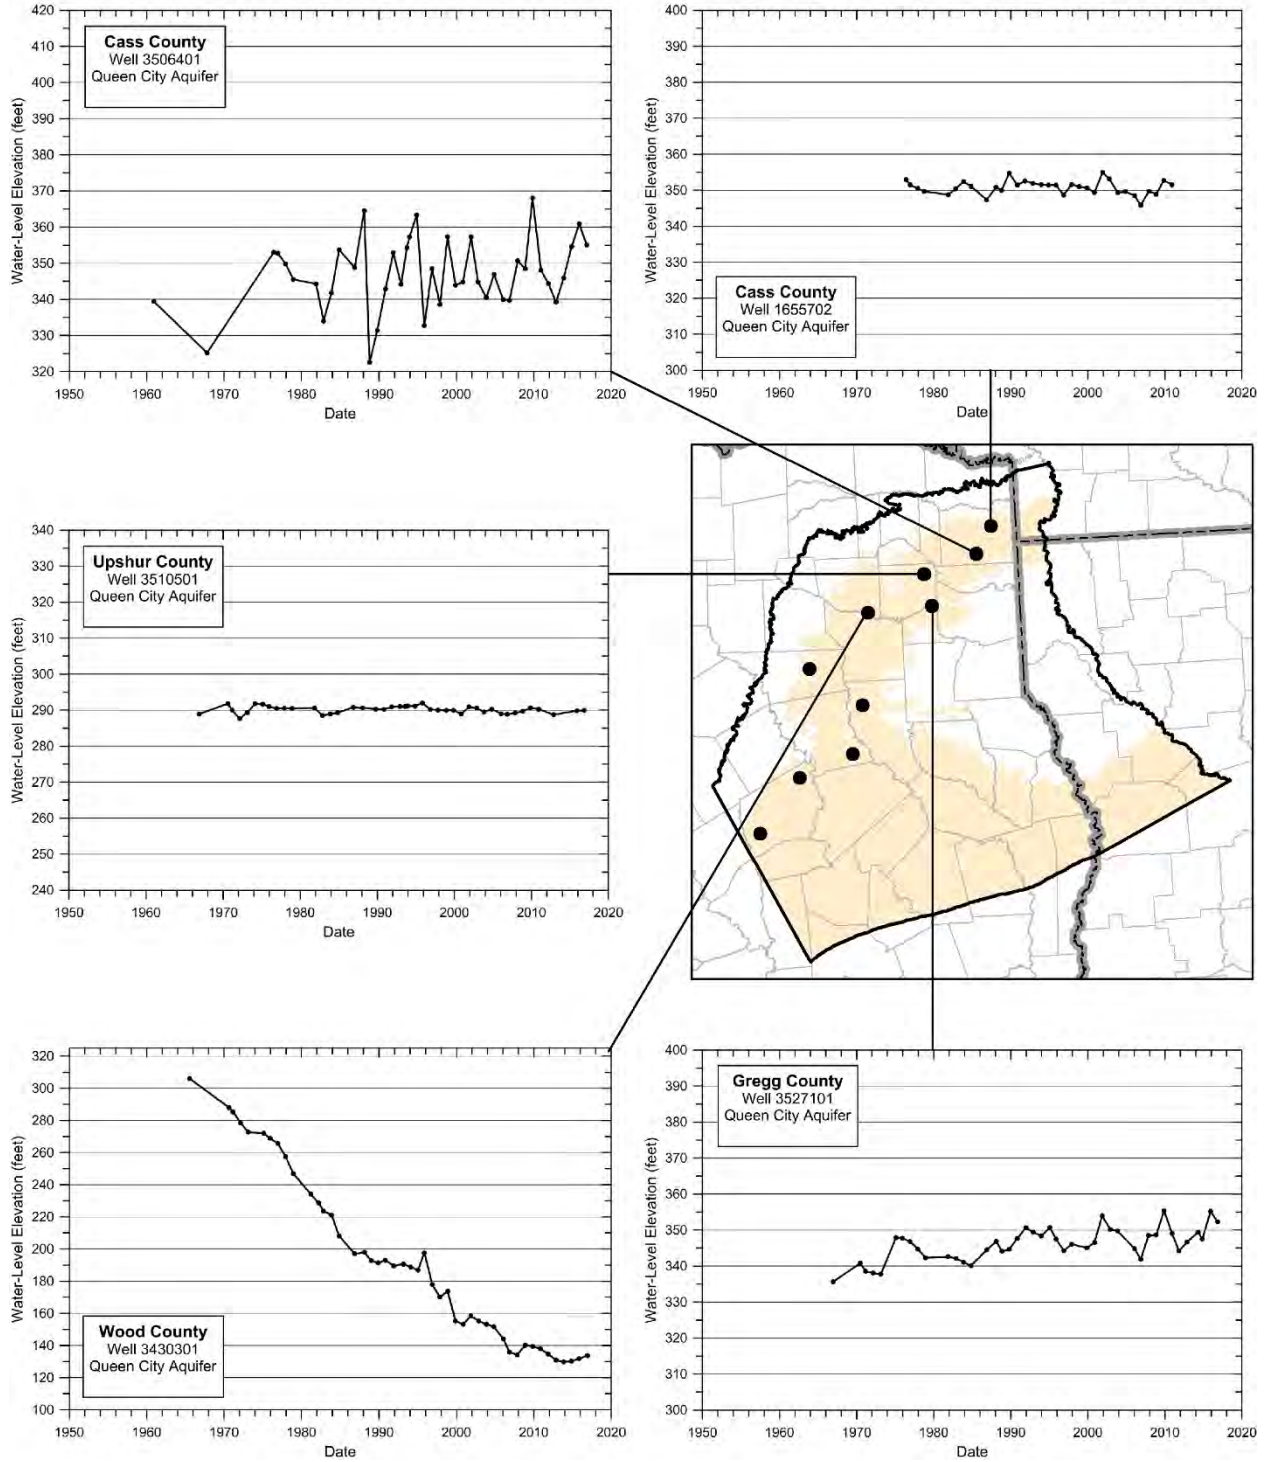 420
410
400
390
380
370
360
350
340
330
320
Water-Level Elevation (feet)
Cass County
Well 3506401
Queen City Aquifer
1950 1960 1970 1980 1990 2000 2010 2020
Date
400
390
380
370
360
350
340
330
320
310
300
Water-Level Elevation (feet)
Cass County
Well 1655702
Queen City Aquifer
1950 1960 1970 1980 1990 2000 2010 2020
Date
340
330
320
310
300
290
280
270
260
250
240
Water-Level Elevation (feet)
Upshur County
Well 3510501
Queen City Aquifer
1950 1960 1970 1980 1990 2000 2010 2020
Date
320
300
280
260
240
220
200
180
160
140
120
100
Water-Level Elevation (feet)
Wood County
Well 3430301
Queen City Aquifer
1950 1960 1970 1980 1990 2000 2010 2020
Date
400
390
380
370
360
350
340
330
320
310
300
Water-Level Elevation (feet)
Gregg County
Well 3527101
Queen City Aquifer
1950 1960 1970 1980 1990 2000 2010 2020
Date